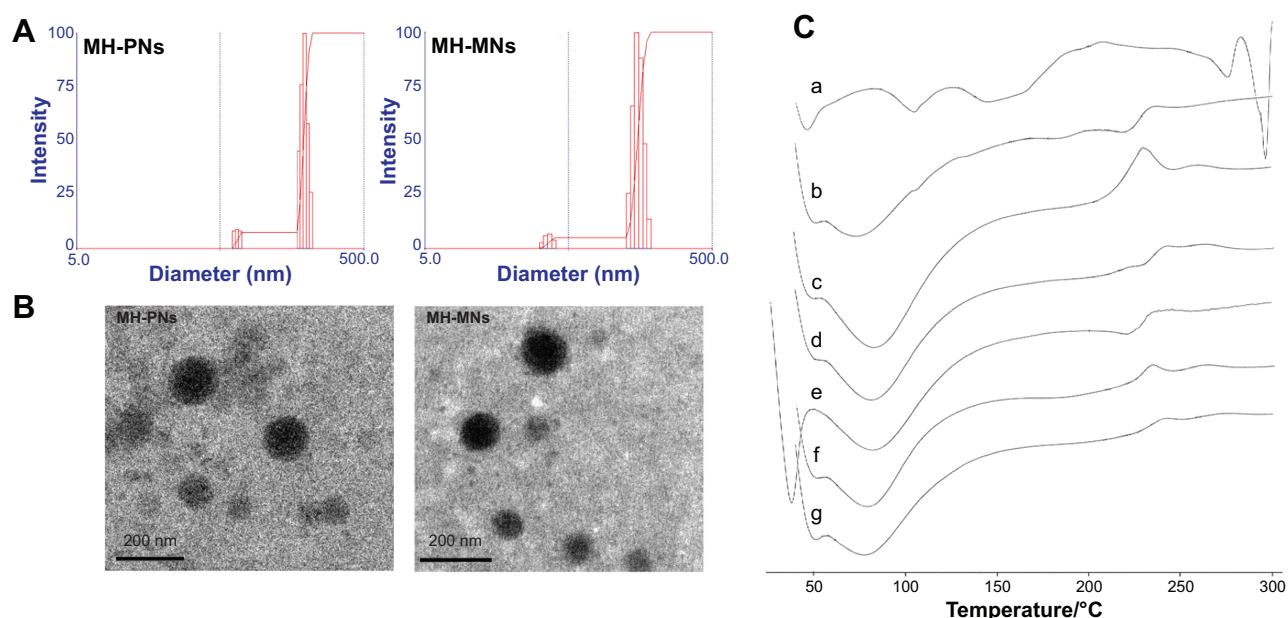 A
MH-PNs
100
75
50
25
0
Intensity
5.0
500.0
Diameter (nm)
MH-MNs
100
75
50
25
0
Intensity
5.0
500.0
Diameter (nm)
B
MH-PNs
200 nm
MH-MNs
200 nm
C
a
b
c
d
e
f
g
50 100 150 200 250 300
Temperature/°C